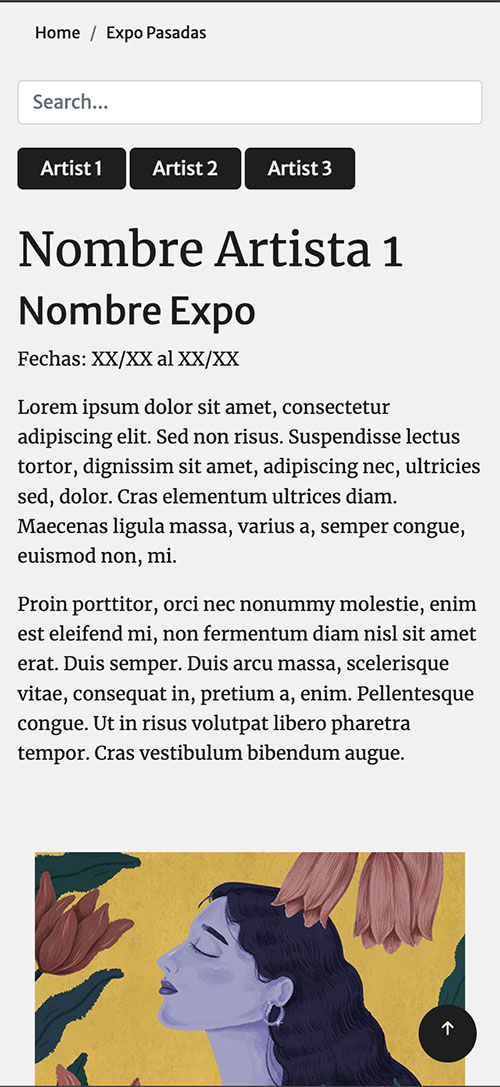 Home / Expo Pasadas
Search...
Artist 1 Artist 2 Artist 3
Nombre Artista 1
Nombre Expo
Fechas: XX/XX al XX/XX
Lorem ipsum dolor sit amet, consectetur
adipiscing elit. Sed non risus. Suspendisse lectus
tortor, dignissim sit amet, adipiscing nec, ultricies
sed, dolor. Cras elementum ultrices diam.
Maecenas ligula massa, varius a, semper congue,
euismod non, mi.
Proin porttitor, orci nec nonummy molestie, enim
est eleifend mi, non fermentum diam nisl sit amet
erat. Duis semper. Duis arcu massa, scelerisque
vitae, consequat in, pretium a, enim. Pellentesque
congue. Ut in risus volutpat libero pharetra
tempor. Cras vestibulum bibendum augue.